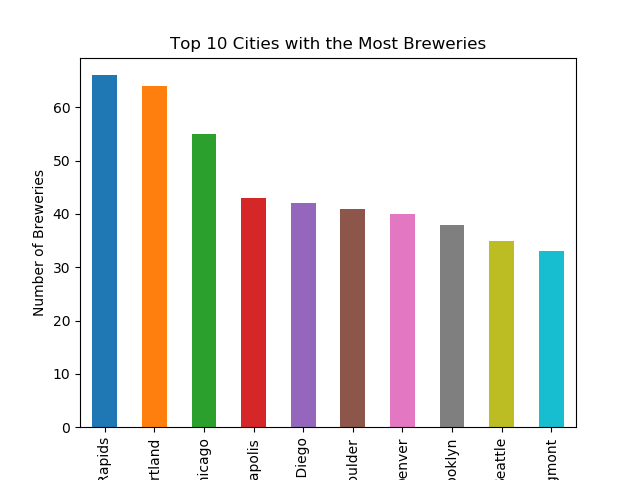 Top 10 Cities with the Most Breweries
Number of Breweries
60
50
40
30
20
10
0
Rapids
rtland
hicago
apolis
Diego
oulder
Denver
ooklyn
eattle
gmont